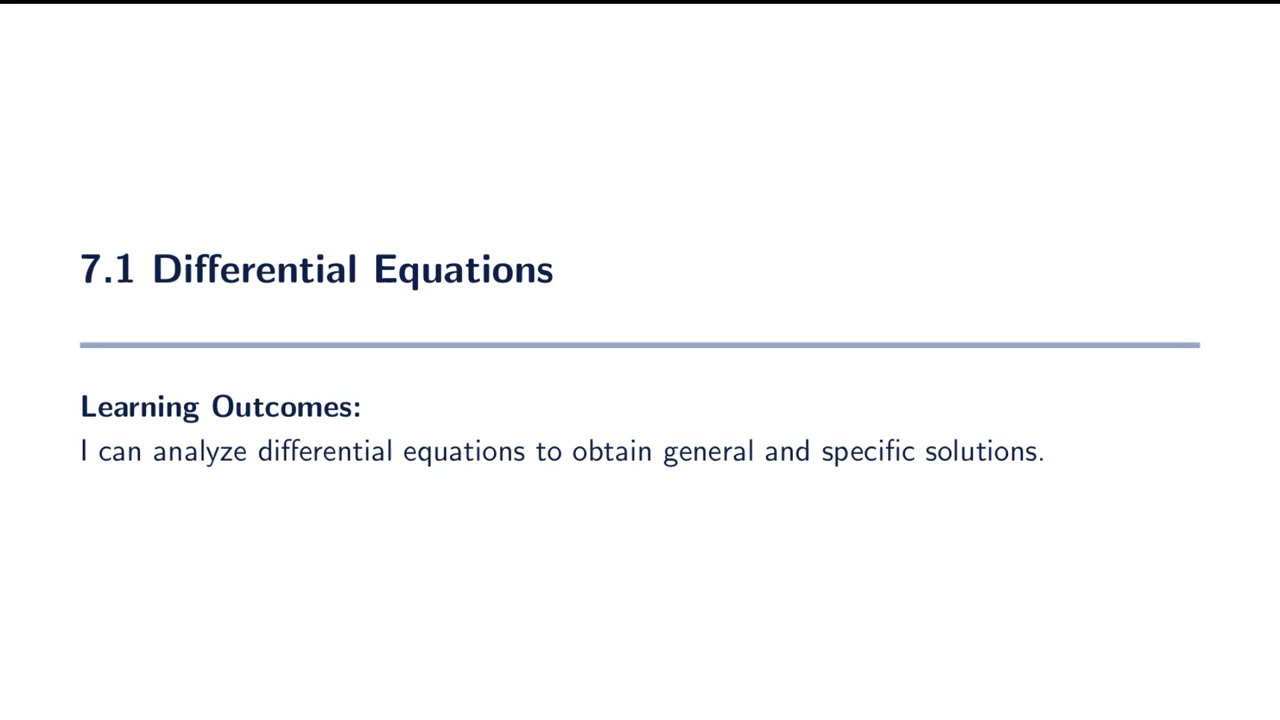 7.1 Differential Equations
Learning Outcomes:
I can analyze differential equations to obtain general and specific solutions.